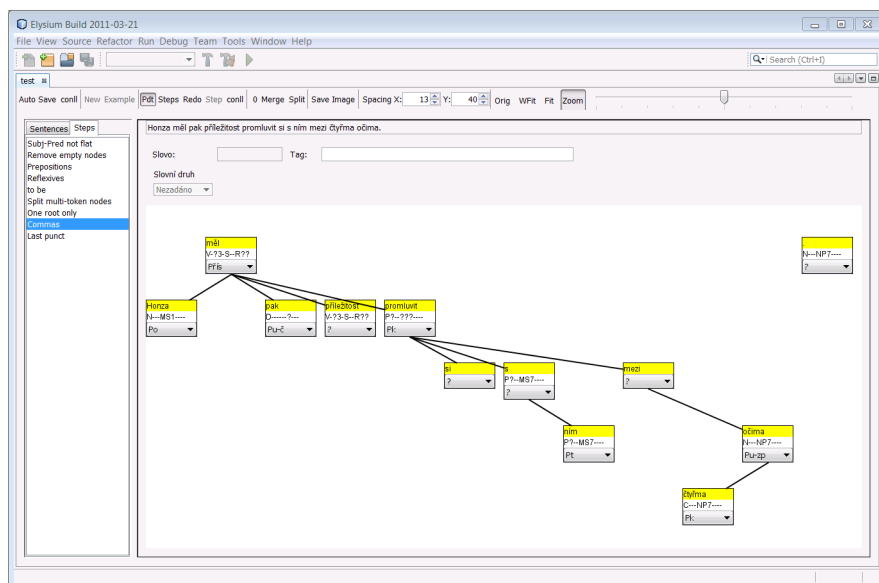 Elysium Build 2011-03-21
File View Source Refactor Run Debug Team Tools Window Help
Search (Ctrl+I)
test
Auto Save conll New Example Pdt Steps Redo Step conll 0 Merge Split Save Image Spacing X: 13 Y: 40 Orig WFit Fit Zoom
Sentences Steps
Subj-Pred not flat
Remove empty nodes
Prepositions
Reflexives
to be
Split multi-token nodes
One root only
Commas
Last punct
Honza měl pak příležitost promluvit si s ním mezi čtyřma očima.
Slovo: Tag:
Slovní druh
Nezadáno
měl
V-?3-S--R??
Přís
.
N---NP7----
?
Honza
N---MS1----
Po
pak
D------?---
Pu-č
příležitost
V-?3-S--R??
?
promluvit
P?--???----
Pk
si
?
s
P?--MS7----
?
mezi
?
ním
P?--MS7----
Pt
očima
N---NP7----
Pu-zp
čtyřma
C---NP7----
Pk